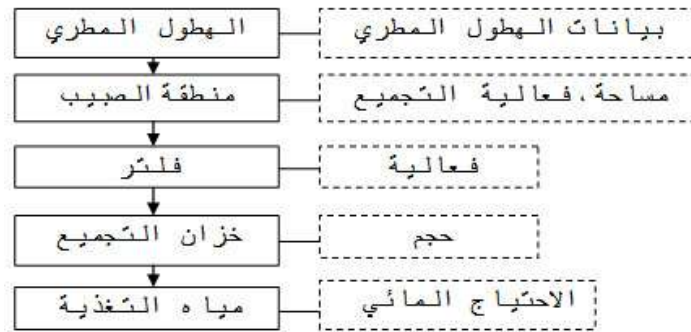 الهطول المطري
بيانات الهطول المطري
منطقة الصبيب
مساحة، فعالية التجميع
فلتر
فعالية
خزان التجميع
حجم
مياه التغذية
الاحتياج المائي